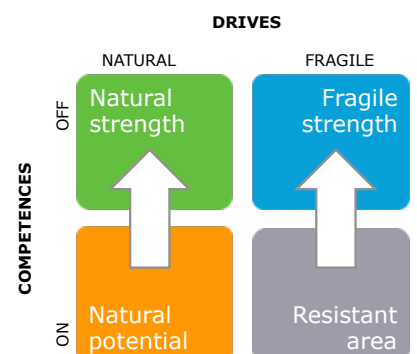 DRIVES
NATURAL
FRAGILE
COMPETENCES
OFF
Natural
strength
Fragile
strength
ON
Natural
potential
Resistant
area